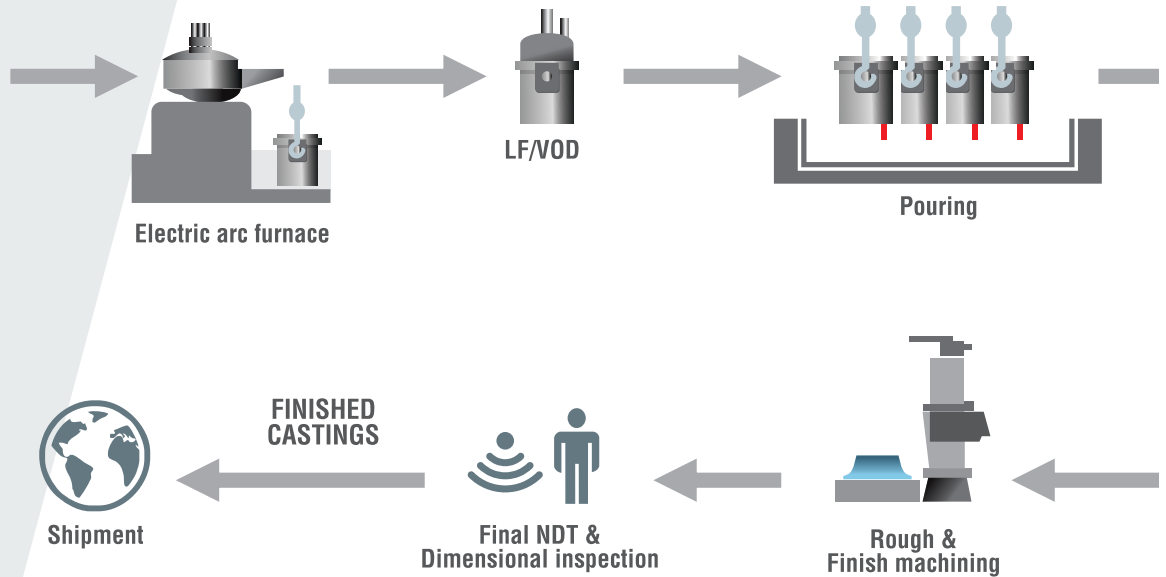 Electric arc furnace
LF/VOD
Pouring
FINISHED
CASTINGS
Shipment
Final NDT &
Dimensional inspection
Rough &
Finish machining